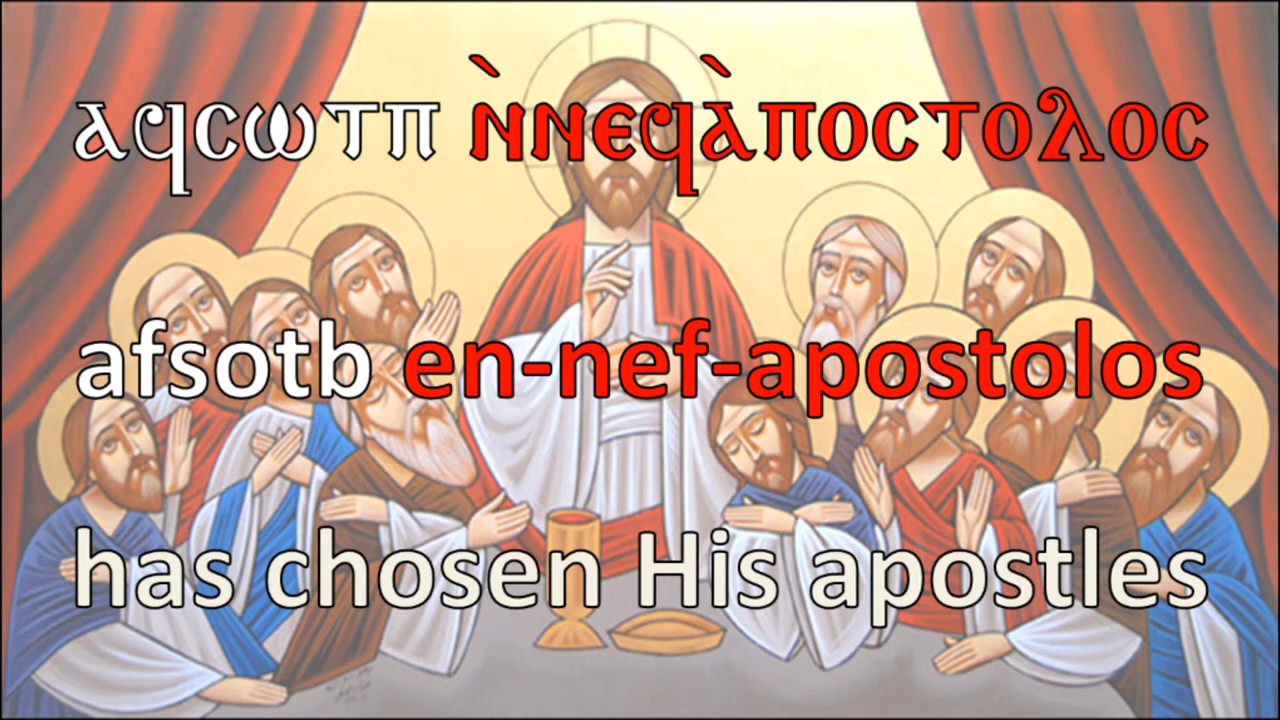 ⲁϥⲥⲱⲧⲡ ⲛ̀ⲛⲉϥⲁ̀ⲡⲟⲥⲧⲟⲗⲟⲥ
afsotb en-nef-apostolos
has chosen His apostles